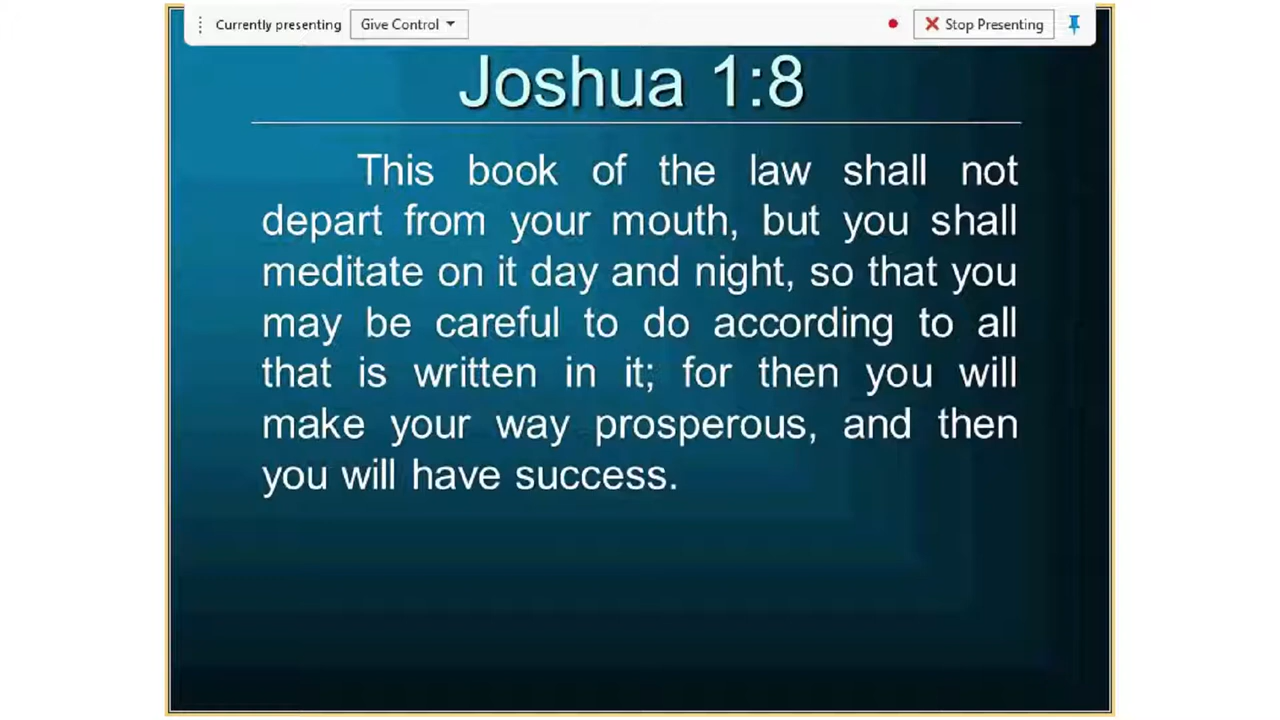 Currently presenting Give Control Stop Presenting
Joshua 1:8
This book of the law shall not
depart from your mouth, but you shall
meditate on it day and night, so that you
may be careful to do according to all
that is written in it; for then you will
make your way prosperous, and then
you will have success.